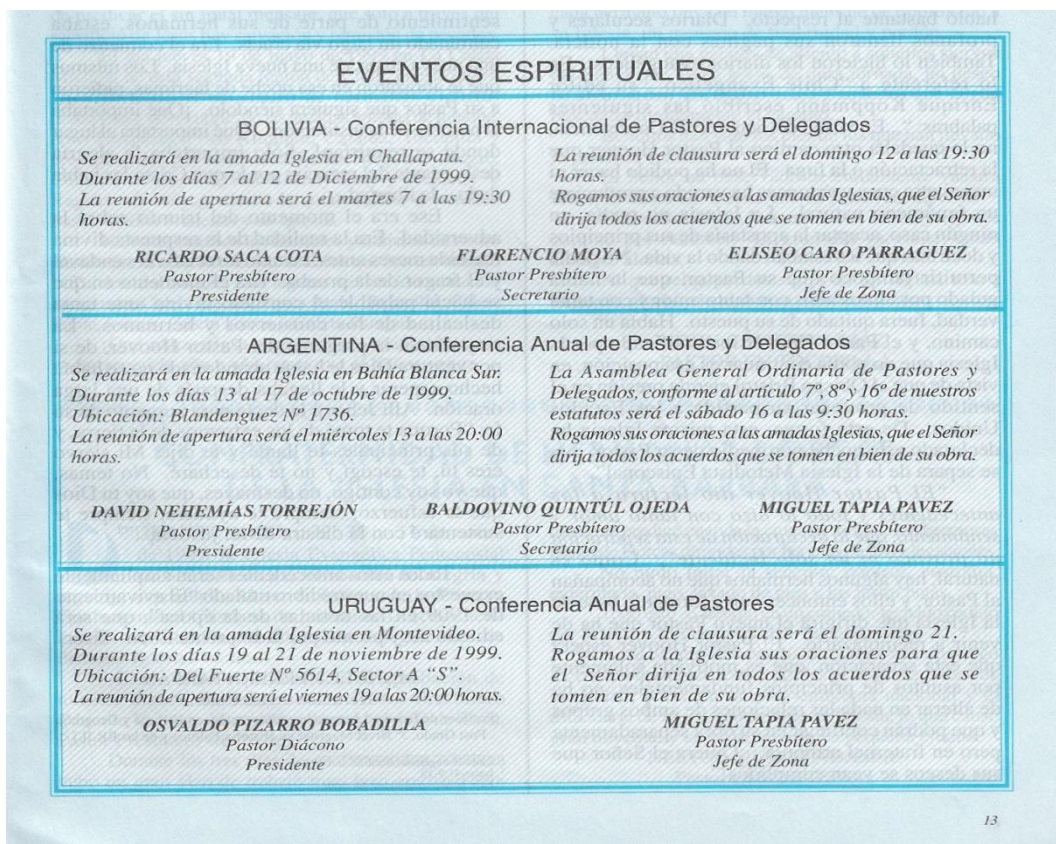 EVENTOS ESPIRITUALES
BOLIVIA - Conferencia Internacional de Pastores y Delegados
Se realizará en la amada Iglesia en Challapata.
Durante los días 7 al 12 de Diciembre de 1999.
La reunión de apertura será el martes 7 a las 19:30
horas.
La reunión de clausura será el domingo 12 a las 19:30
horas.
Rogamos sus oraciones a las amadas Iglesias, que el Señor
dirija todos los acuerdos que se tomen en bien de su obra.
RICARDO SACA COTA
Pastor Presbítero
Presidente
FLORENCIO MOYA
Pastor Presbítero
Secretario
ELISEO CARO PARRAGUEZ
Pastor Presbítero
Jefe de Zona
ARGENTINA - Conferencia Anual de Pastores y Delegados
Se realizará en la amada Iglesia en Bahía Blanca Sur.
Durante los días 13 al 17 de octubre de 1999.
Ubicación: Blandenguez Nº 1736.
La reunión de apertura será el miércoles 13 a las 20:00
horas.
La Asamblea General Ordinaria de Pastores y
Delegados, conforme al artículo 7º, 8º y 16º de nuestros
estatutos será el sábado 16 a las 9:30 horas.
Rogamos sus oraciones a las amadas Iglesias, que el Señor
dirija todos los acuerdos que se tomen en bien de su obra.
DAVID NEHEMÍAS TORREJÓN
Pastor Presbítero
Presidente
BALDOVINO QUINTÚL OJEDA
Pastor Presbítero
Secretario
MIGUEL TAPIA PAVEZ
Pastor Presbítero
Jefe de Zona
URUGUAY - Conferencia Anual de Pastores
Se realizará en la amada Iglesia en Montevideo.
Durante los días 19 al 21 de noviembre de 1999.
Ubicación: Del Fuerte Nº 5614, Sector A “S”.
La reunión de apertura será el viernes 19 a las 20:00 horas.
La reunión de clausura será el domingo 21.
Rogamos a la Iglesia sus oraciones para que
el Señor dirija en todos los acuerdos que se
tomen en bien de su obra.
OSVALDO PIZARRO BOBADILLA
Pastor Diácono
Presidente
MIGUEL TAPIA PAVEZ
Pastor Presbítero
Jefe de Zona
13